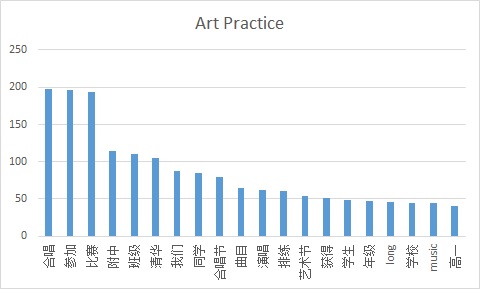 Art Practice
250
200
150
100
50
0
合唱
参加
比赛
附中
班级
清华
我们
同学
合唱节
曲目
演唱
排练
艺术节
获得
学生
年级
long
学校
music
高一